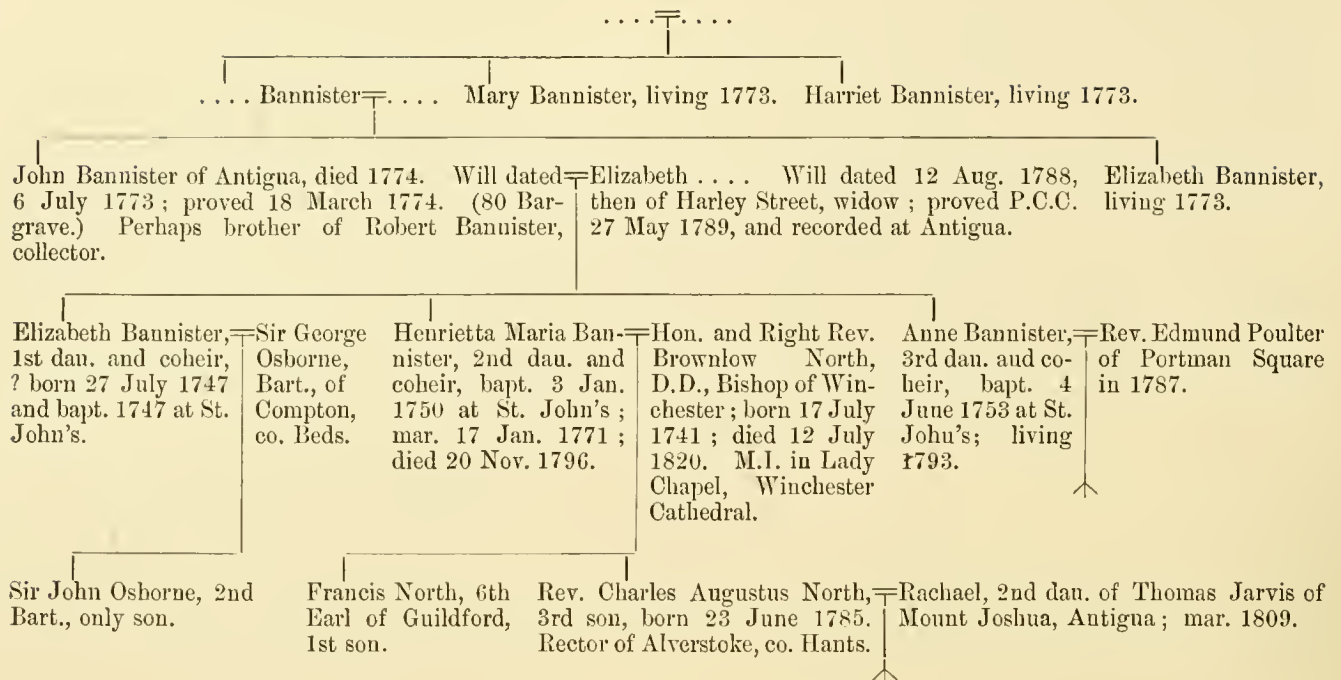 . . . . ╤ . . . .
. . . . Bannister╤. . . . Mary Bannister, living 1773. Harriet Bannister, living 1773.
John Bannister of Antigua, died 1774. Will dated
6 July 1773 ; proved 18 March 1774. (80 Bar-
grave.) Perhaps brother of Robert Bannister,
collector.
╤Elizabeth . . . . Will dated 12 Aug. 1788,
then of Harley Street, widow ; proved P.C.C.
27 May 1789, and recorded at Antigua.
Elizabeth Bannister,
living 1773.
Elizabeth Bannister,
1st dau. and coheir,
? born 27 July 1747
and bapt. 1747 at St.
John's.
╤Sir George
Osborne,
Bart., of
Compton,
co. Beds.
Henrietta Maria Ban-
nister, 2nd dau. and
coheir, bapt. 3 Jan.
1750 at St. John's ;
mar. 17 Jan. 1771 ;
died 20 Nov. 1796.
╤Hon. and Right Rev.
Brownlow North,
D.D., Bishop of Win-
chester ; born 17 July
1741 ; died 12 July
1820. M.I. in Lady
Chapel, Winchester
Cathedral.
Anne Bannister,
3rd dau. and co-
heir, bapt. 4
June 1753 at St.
John's; living
1793.
╤Rev. Edmund Poulter
of Portman Square
in 1787.
Sir John Osborne, 2nd
Bart., only son.
Francis North, 6th
Earl of Guildford,
1st son.
Rev. Charles Augustus North,
3rd son, born 23 June 1785.
Rector of Alverstoke, co. Hants.
╤Rachael, 2nd dau. of Thomas Jarvis of
Mount Joshua, Antigua ; mar. 1809.